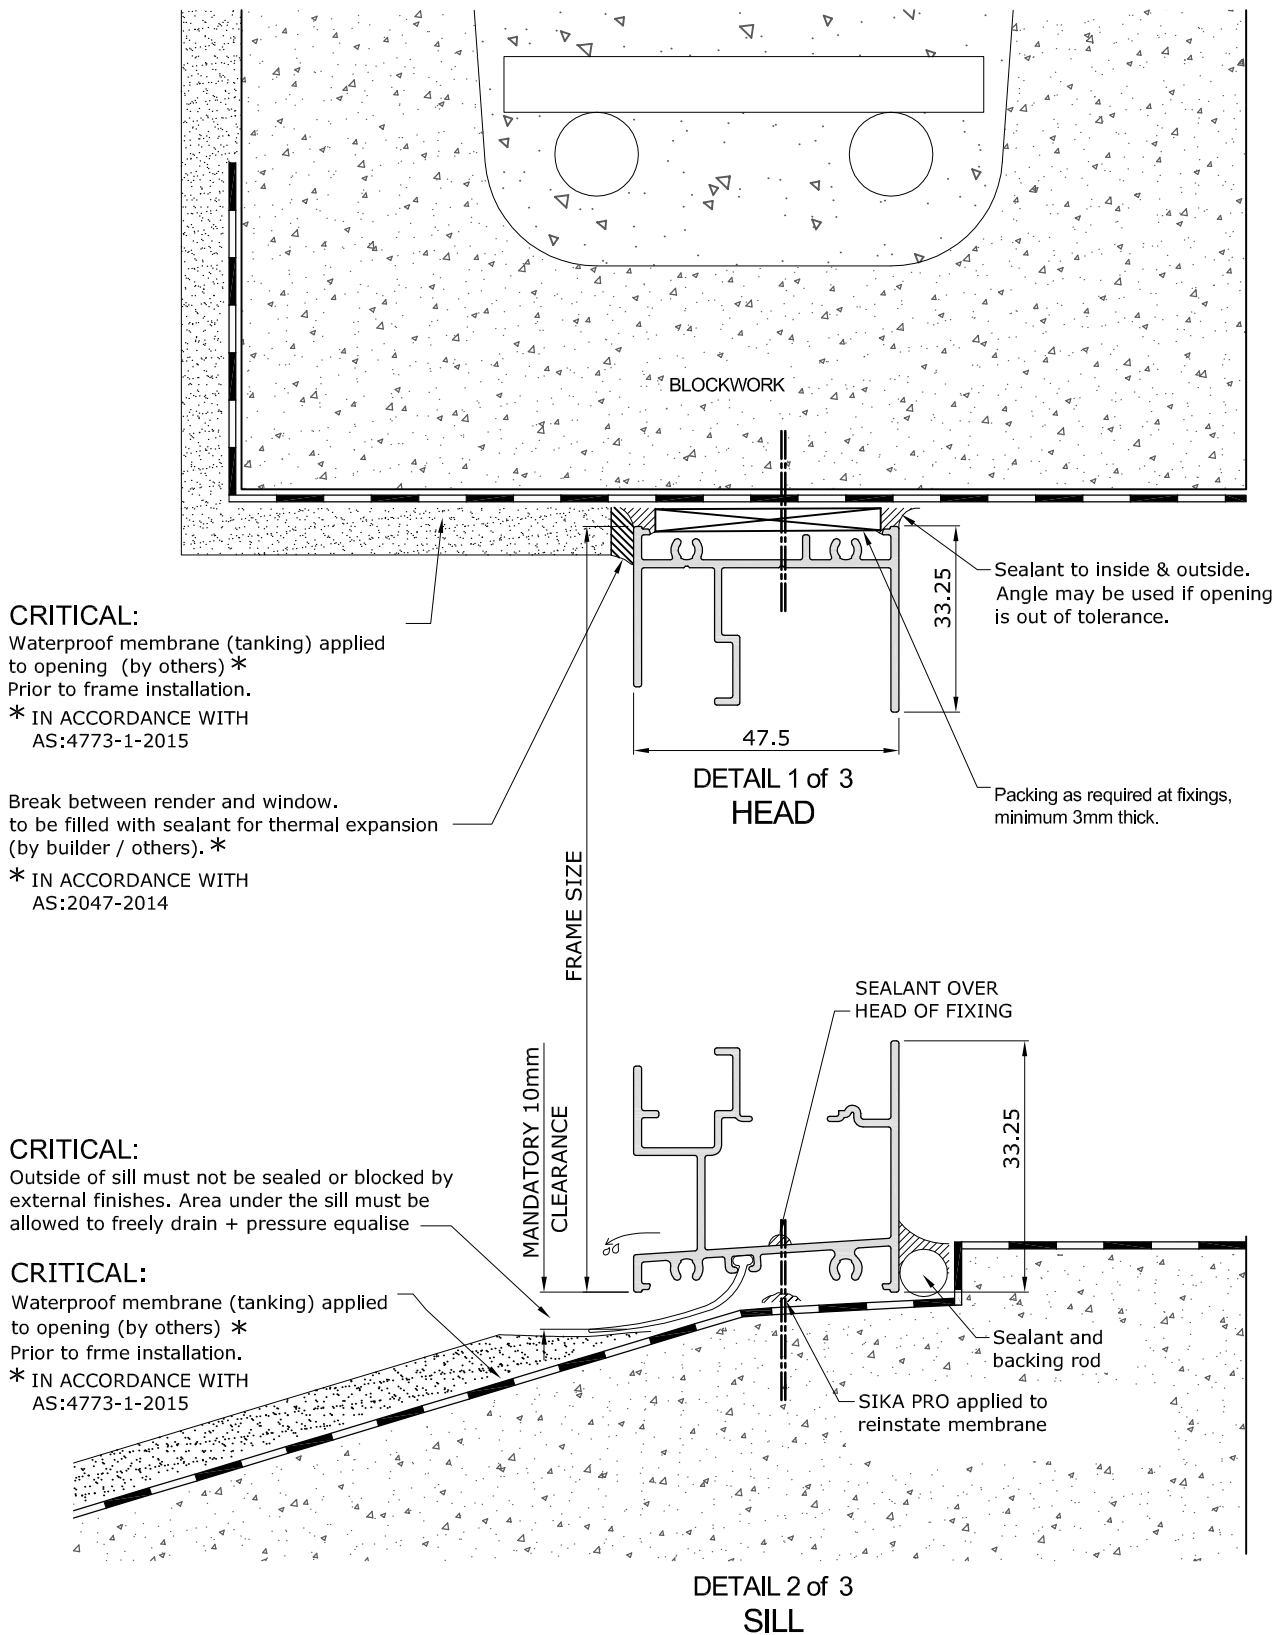 BLOCKWORK
CRITICAL:
Waterproof membrane (tanking) applied
to opening (by others) *
Prior to frame installation.
* IN ACCORDANCE WITH
AS:4773-1-2015
Sealant to inside & outside.
Angle may be used if opening
is out of tolerance.
33.25
47.5
DETAIL 1 of 3
HEAD
Packing as required at fixings,
minimum 3mm thick.
Break between render and window.
to be filled with sealant for thermal expansion
(by builder / others). *
* IN ACCORDANCE WITH
AS:2047-2014
FRAME SIZE
SEALANT OVER
HEAD OF FIXING
MANDATORY 10mm
CLEARANCE
33.25
CRITICAL:
Outside of sill must not be sealed or blocked by
external finishes. Area under the sill must be
allowed to freely drain + pressure equalise
CRITICAL:
Waterproof membrane (tanking) applied
to opening (by others) *
Prior to frme installation.
* IN ACCORDANCE WITH
AS:4773-1-2015
Sealant and
backing rod
SIKA PRO applied to
reinstate membrane
DETAIL 2 of 3
SILL